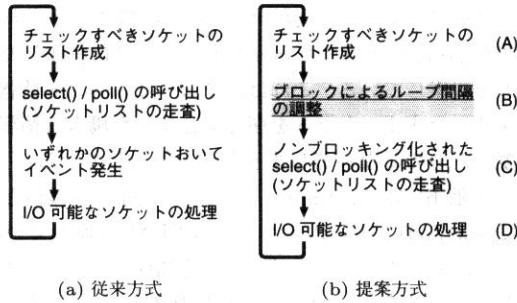 チェックすべきソケットの
リスト作成
select() / poll() の呼び出し
(ソケットリストの走査)
いずれかのソケットおいて
イベント発生
I/O 可能なソケットの処理
(a) 従来方式
チェックすべきソケットの
リスト作成
(A)
ブロックによるループ間隔
の調整
(B)
ノンブロッキング化された
select() / poll() の呼び出し
(ソケットリストの走査)
(C)
I/O 可能なソケットの処理
(D)
(b) 提案方式